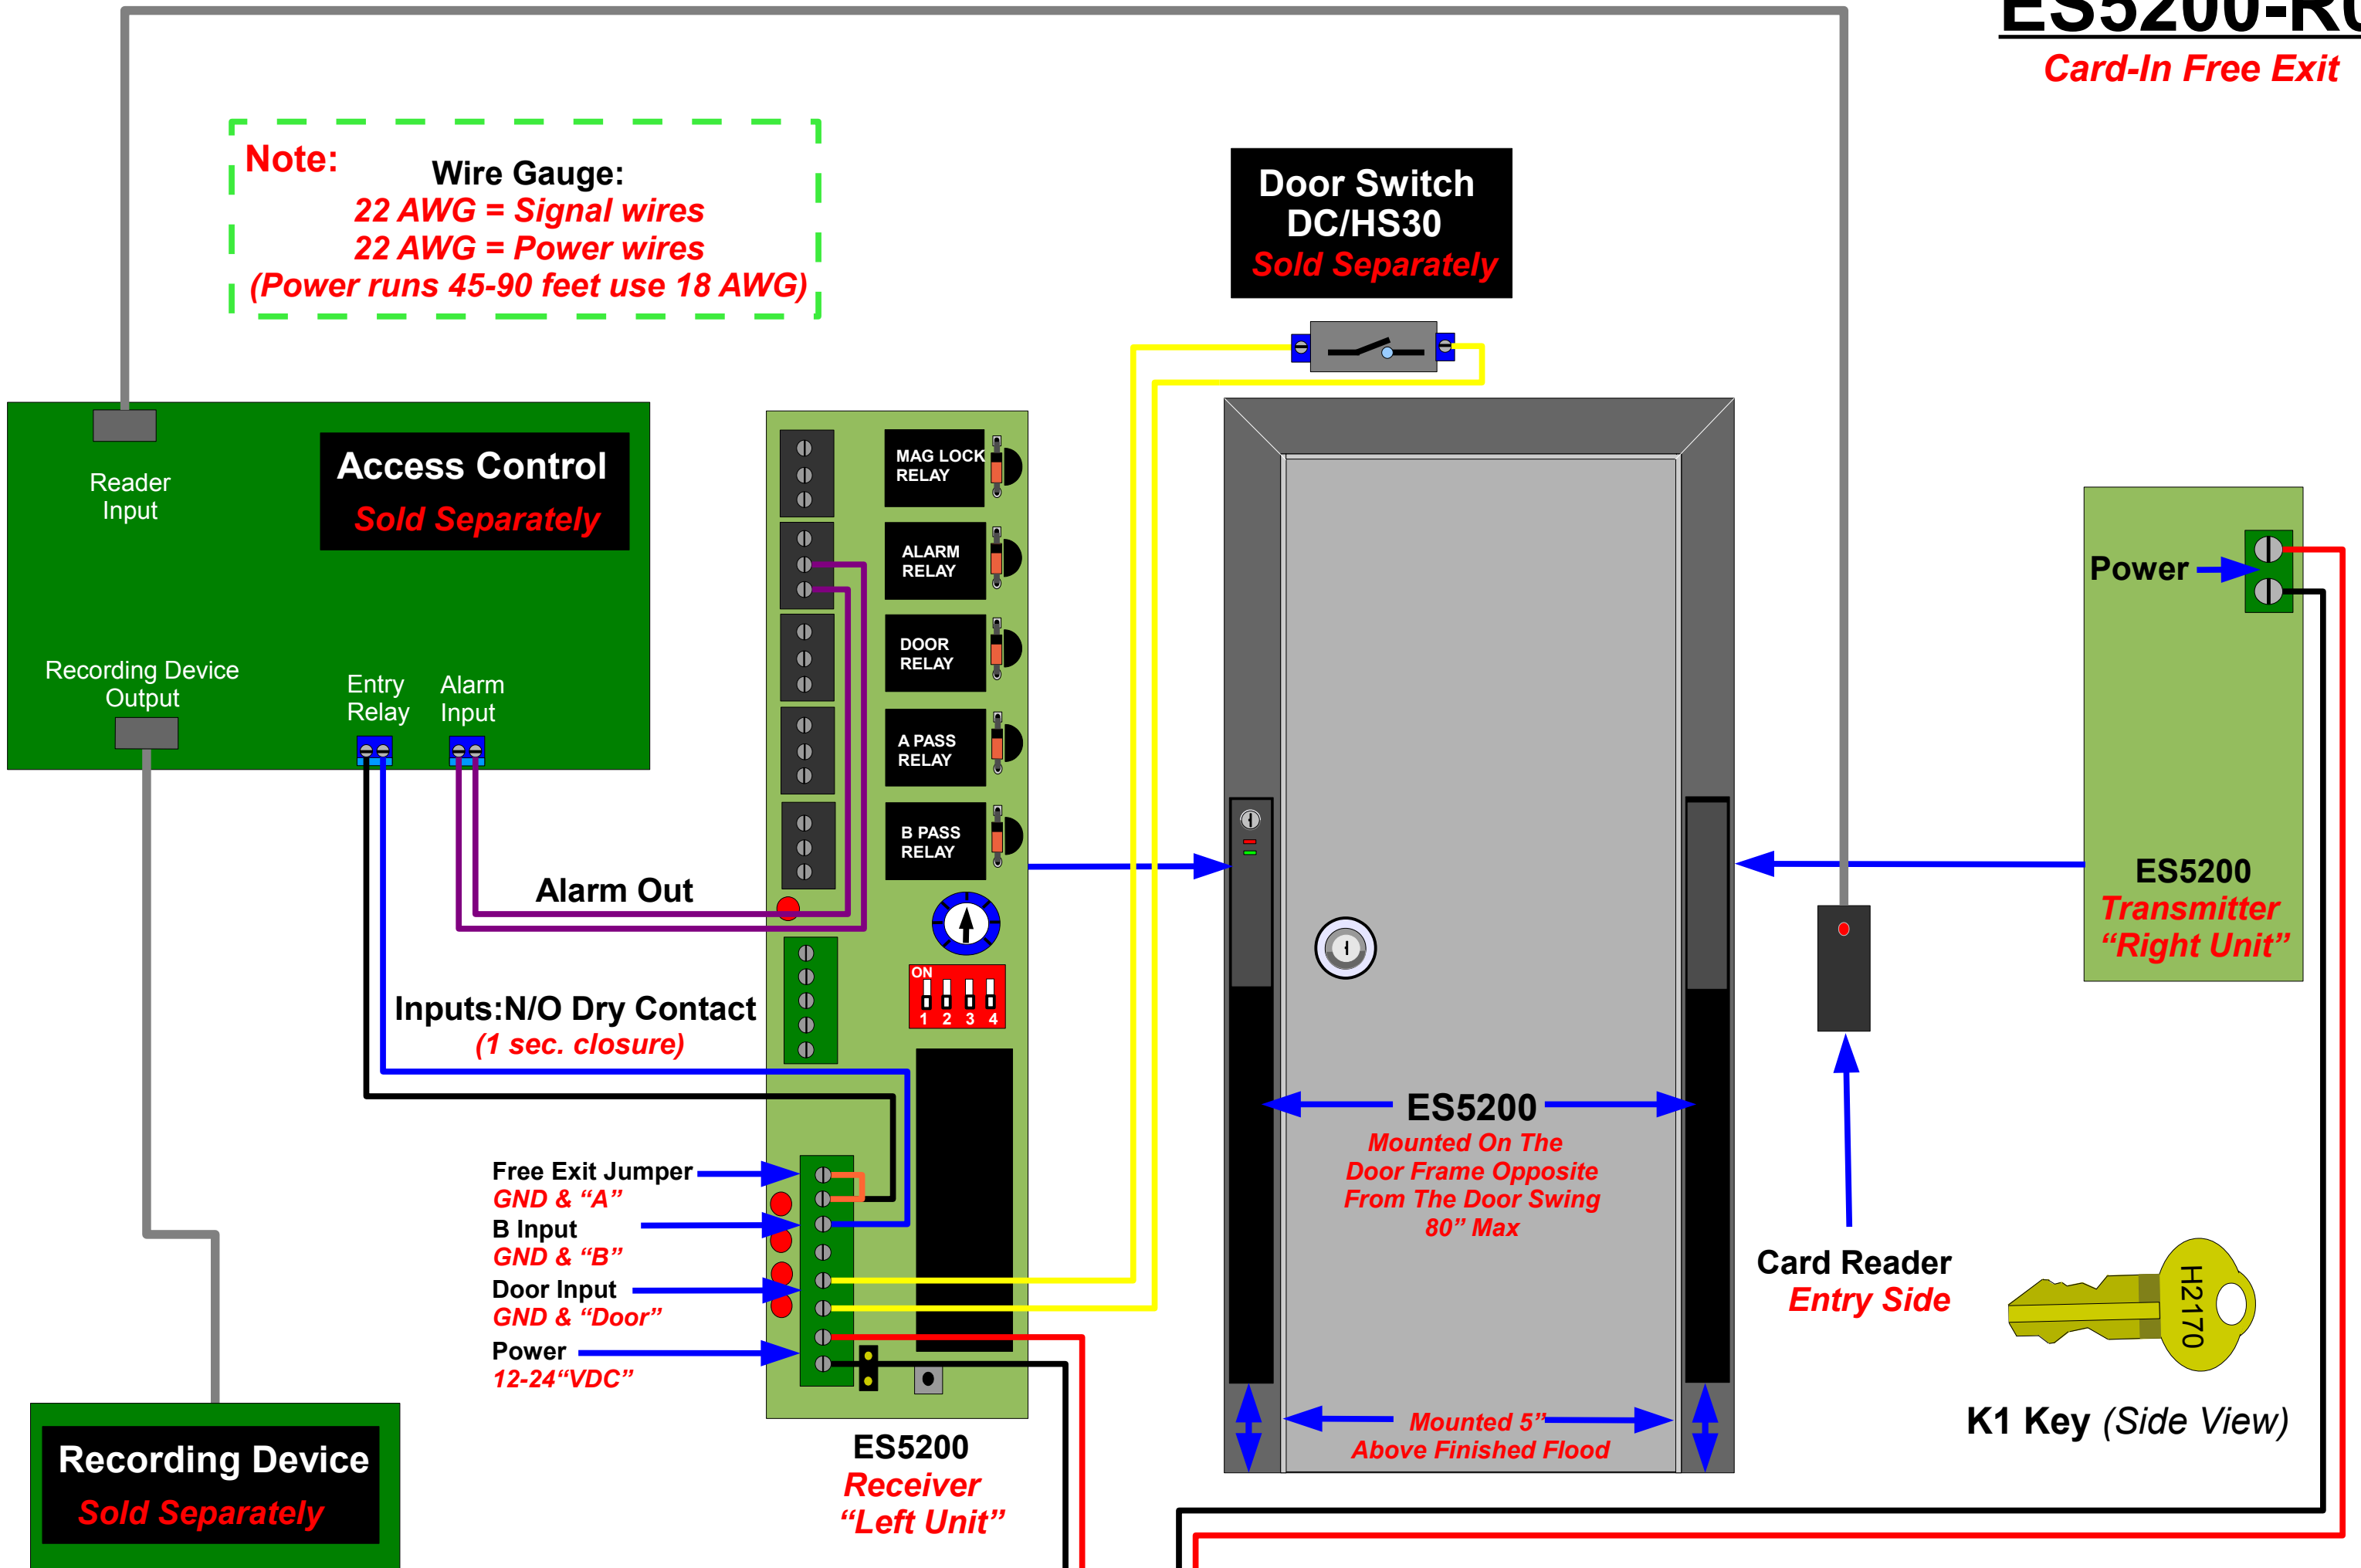 ES5200-R
Card-In Free Exit
Note:
Wire Gauge:
22 AWG = Signal wires
22 AWG = Power wires
(Power runs 45-90 feet use 18 AWG)
Door Switch
DC/HS30
Sold Separately
Reader
Input
Access Control
Sold Separately
Recording Device
Output
Entry
Relay
Alarm
Input
MAG LOCK
RELAY
ALARM
RELAY
DOOR
RELAY
A PASS
RELAY
B PASS
RELAY
ON
1 2 3 4
Alarm Out
Inputs:N/O Dry Contact
(1 sec. closure)
Free Exit Jumper
GND & “A”
B Input
GND & “B”
Door Input
GND & “Door”
Power
12-24“VDC”
ES5200
Receiver
“Left Unit”
Recording Device
Sold Separately
ES5200
Mounted On The
Door Frame Opposite
From The Door Swing
80” Max
Mounted 5”
Above Finished Flood
Power
ES5200
Transmitter
“Right Unit”
Card Reader
Entry Side
H2170
K1 Key (Side View)